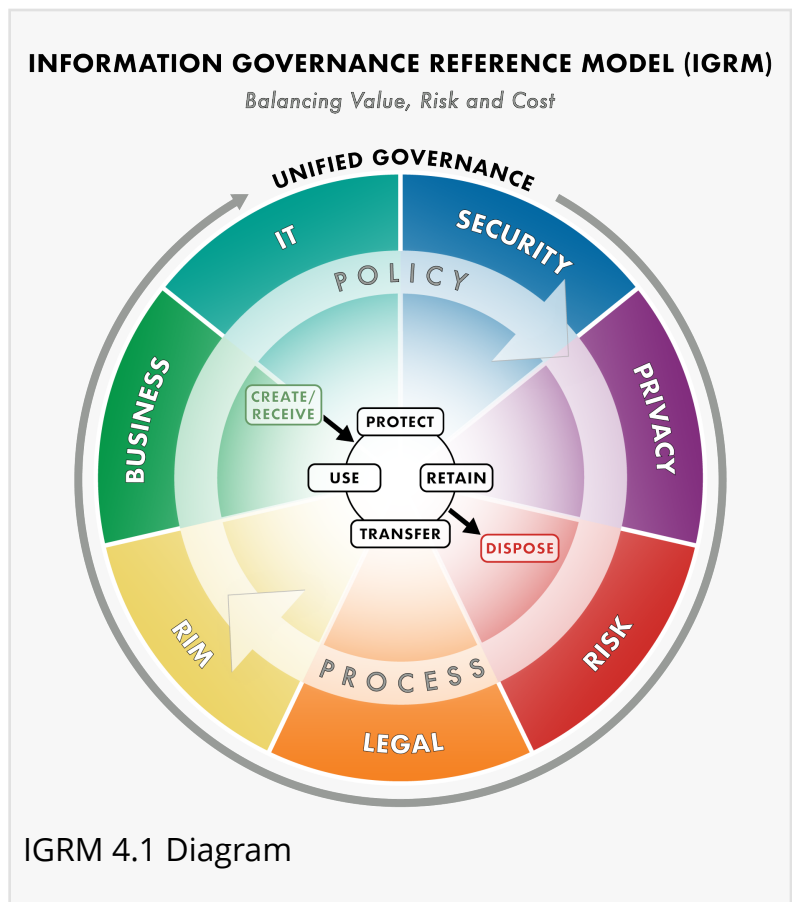 INFORMATION GOVERNANCE REFERENCE MODEL (IGRM)
Balancing Value, Risk and Cost
UNIFIED GOVERNANCE
IT
SECURITY
POLICY
BUSINESS
PRIVACY
CREATE/
RECEIVE
PROTECT
USE
RETAIN
TRANSFER
DISPOSE
RIM
RISK
PROCESS
LEGAL
IGRM 4.1 Diagram